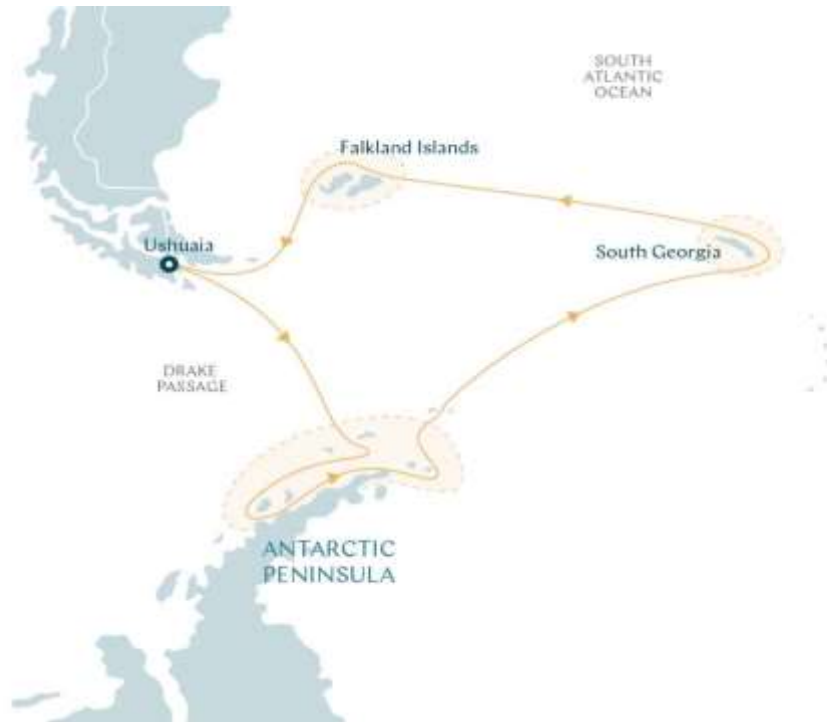 SOUTH
ATLANTIC
OCEAN
Falkland Islands
Ushuaia
South Georgia
DRAKE
PASSAGE
ANTARCTIC
PENINSULA